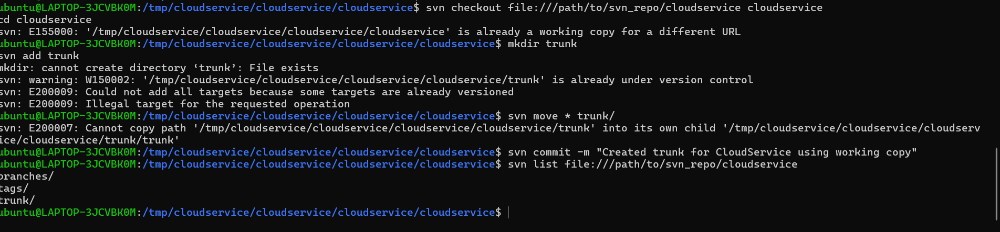 ubuntu@LAPTOP-3JCVBK0M:/tmp/cloudservice/cloudservice/cloudservice$ svn checkout file:///path/to/svn_repo/cloudservice cloudservice
cd cloudservice
svn: E155000: '/tmp/cloudservice/cloudservice/cloudservice/cloudservice' is already a working copy for a different URL
ubuntu@LAPTOP-3JCVBK0M:/tmp/cloudservice/cloudservice/cloudservice/cloudservice$ mkdir trunk
svn add trunk
mkdir: cannot create directory ‘trunk’: File exists
svn: warning: W150002: '/tmp/cloudservice/cloudservice/cloudservice/cloudservice/trunk' is already under version control
svn: E200009: Could not add all targets because some targets are already versioned
svn: E200009: Illegal target for the requested operation
ubuntu@LAPTOP-3JCVBK0M:/tmp/cloudservice/cloudservice/cloudservice/cloudservice$ svn move * trunk/
svn: E200007: Cannot copy path '/tmp/cloudservice/cloudservice/cloudservice/cloudservice/trunk' into its own child '/tmp/cloudservice/cloudservice/cloudserv
ice/cloudservice/trunk/trunk'
ubuntu@LAPTOP-3JCVBK0M:/tmp/cloudservice/cloudservice/cloudservice/cloudservice$ svn commit -m "Created trunk for CloudService using working copy"
ubuntu@LAPTOP-3JCVBK0M:/tmp/cloudservice/cloudservice/cloudservice/cloudservice$ svn list file:///path/to/svn_repo/cloudservice
branches/
tags/
trunk/
ubuntu@LAPTOP-3JCVBK0M:/tmp/cloudservice/cloudservice/cloudservice/cloudservice$